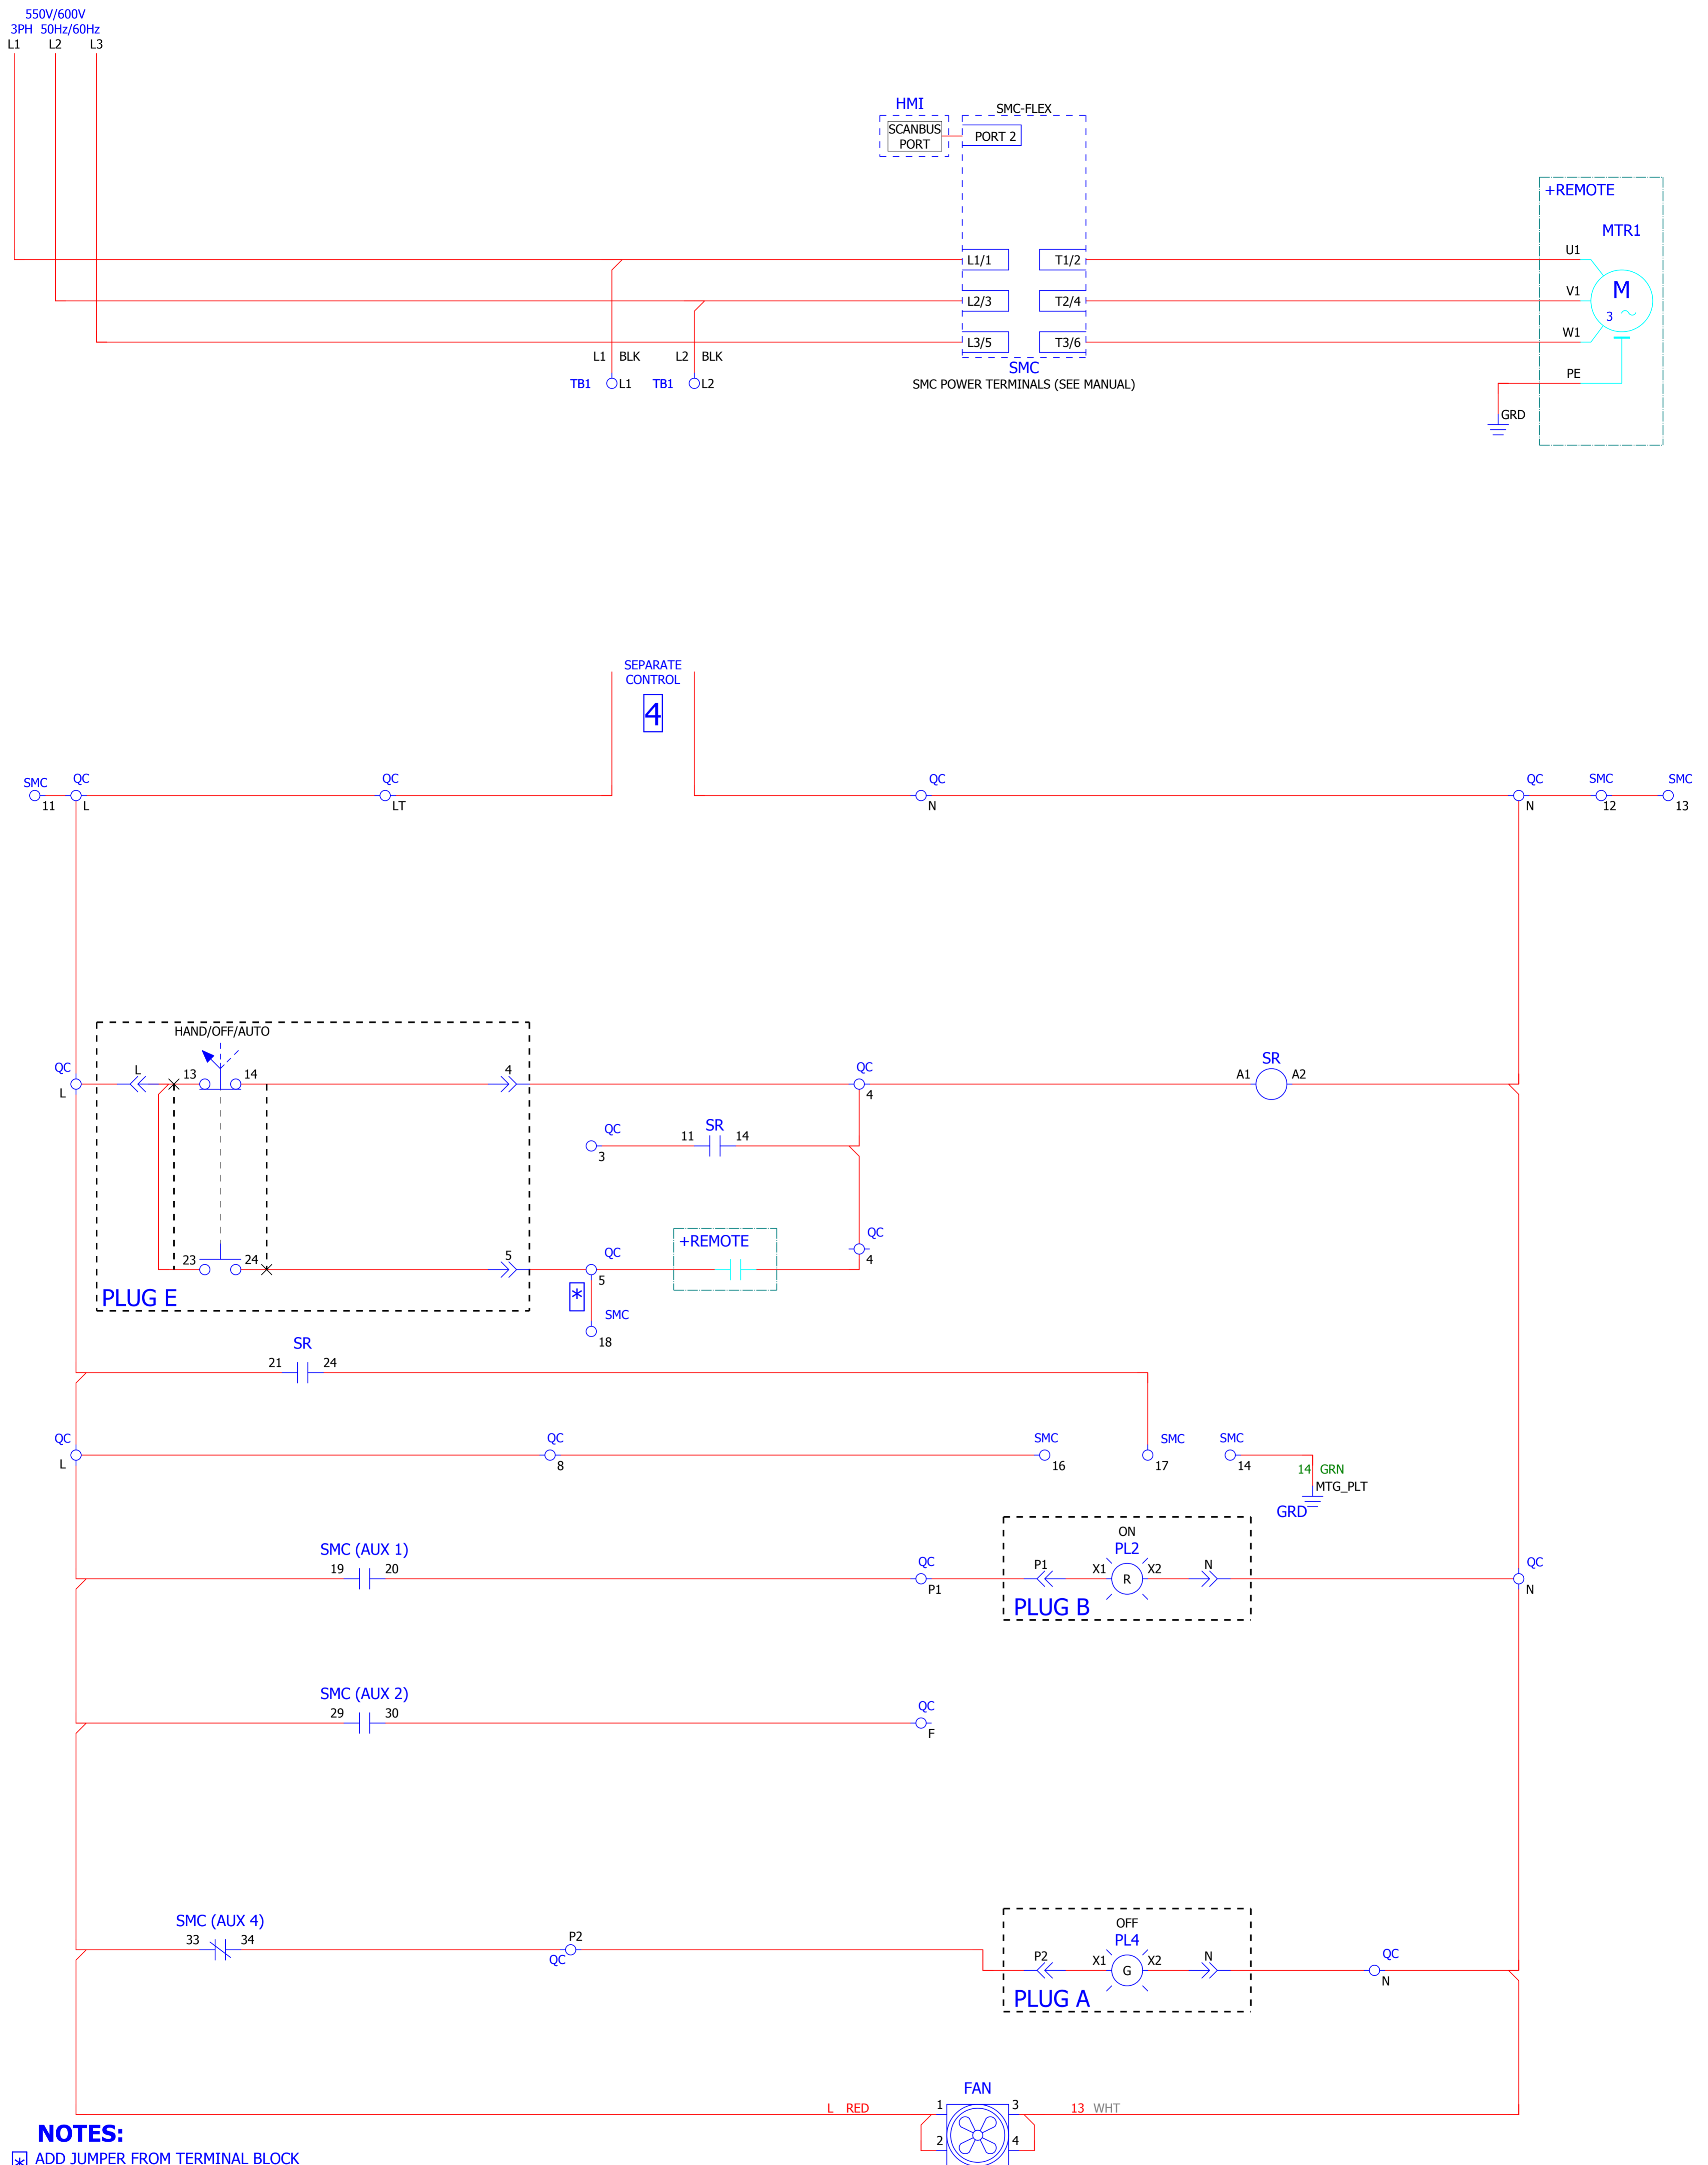 550V/600V
3PH 50Hz/60Hz
L1 L2 L3
HMI
SCANBUS
PORT
SMC-FLEX
PORT 2
+REMOTE
MTR1
L1/1 T1/2 U1
L2/3 T2/4 V1
M
3
L3/5 T3/6 W1
L1 BLK L2 BLK
TB1 L1 TB1 L2
SMC
SMC POWER TERMINALS (SEE MANUAL)
PE
GRD
SEPARATE
CONTROL
4
SMC QC QC QC QC SMC SMC
11 L LT N N 12 13
HAND/OFF/AUTO
QC L 13 14 4 QC SR
L 4 A1 A2
QC SR
3 11 14
QC
4
+REMOTE
23 24 5 QC
5
PLUG E
*
SMC
18
SR
21 24
QC QC SMC SMC SMC
L 8 16 17 14
14 GRN
MTG_PLT
GRD
ON
PL2
SMC (AUX 1)
19 20 QC P1 X1 R X2 N QC
P1 N
PLUG B
SMC (AUX 2)
29 30 QC
F
SMC (AUX 4)
33 34 P2
QC
OFF
PL4
P2 X1 G X2 N QC
N
PLUG A
FAN
L RED 1 3 13 WHT
2 4
NOTES:
* ADD JUMPER FROM TERMINAL BLOCK